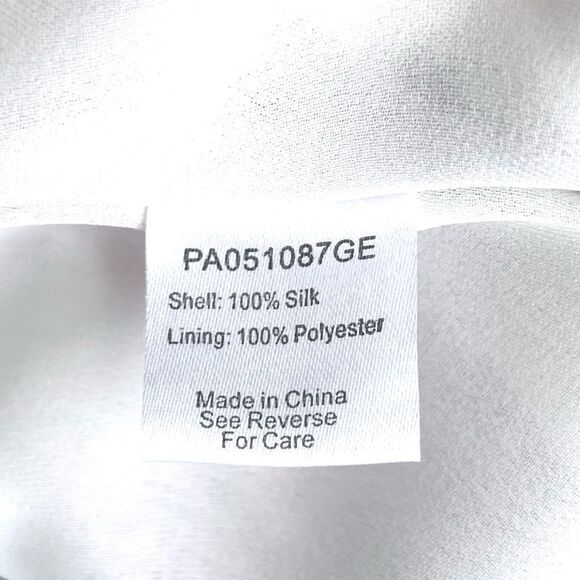 PA051087GE
Shell: 100% Silk
Lining: 100% Polyester
Made in China
See Reverse
For Care